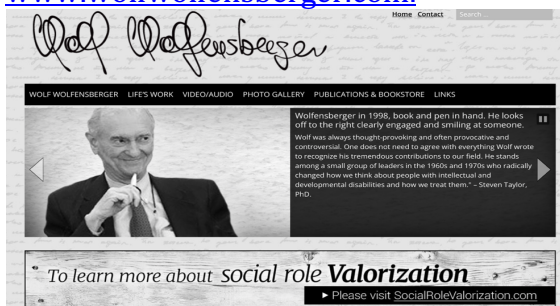 www.wolfwolfensberger.com.
Home Contact Search ...
Wolf Wolfensberger
WOLF WOLFENSBERGER LIFE'S WORK VIDEO/AUDIO PHOTO GALLERY PUBLICATIONS & BOOKSTORE LINKS
Wolfensberger in 1998, book and pen in hand. He looks
off to the right clearly engaged and smiling at someone.
Wolf was always thought-provoking and often provocative and
controversial. One does not need to agree with everything Wolf wrote
to recognize his tremendous contributions to our field. He stands
among a small group of leaders in the 1960s and 1970s who radically
changed how we think about people with intellectual and
developmental disabilities and how we treat them." – Steven Taylor,
PhD.
To learn more about social role Valorization
► Please visit SocialRoleValorization.com